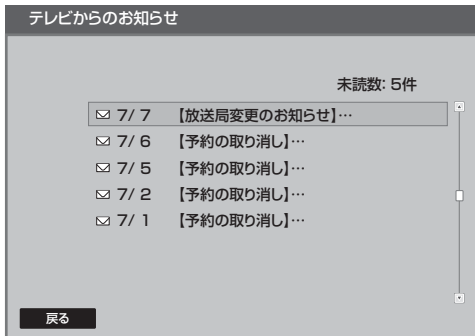 テレビからのお知らせ
未読数: 5件
7/ 7 【放送局変更のお知らせ】…
7/ 6 【予約の取り消し】…
7/ 5 【予約の取り消し】…
7/ 2 【予約の取り消し】…
7/ 1 【予約の取り消し】…
戻る